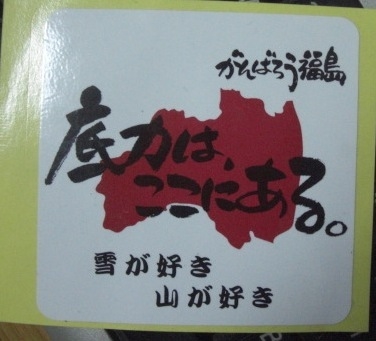 がんばろう福島
底力は、
ここにある。
雪が好き
山が好き